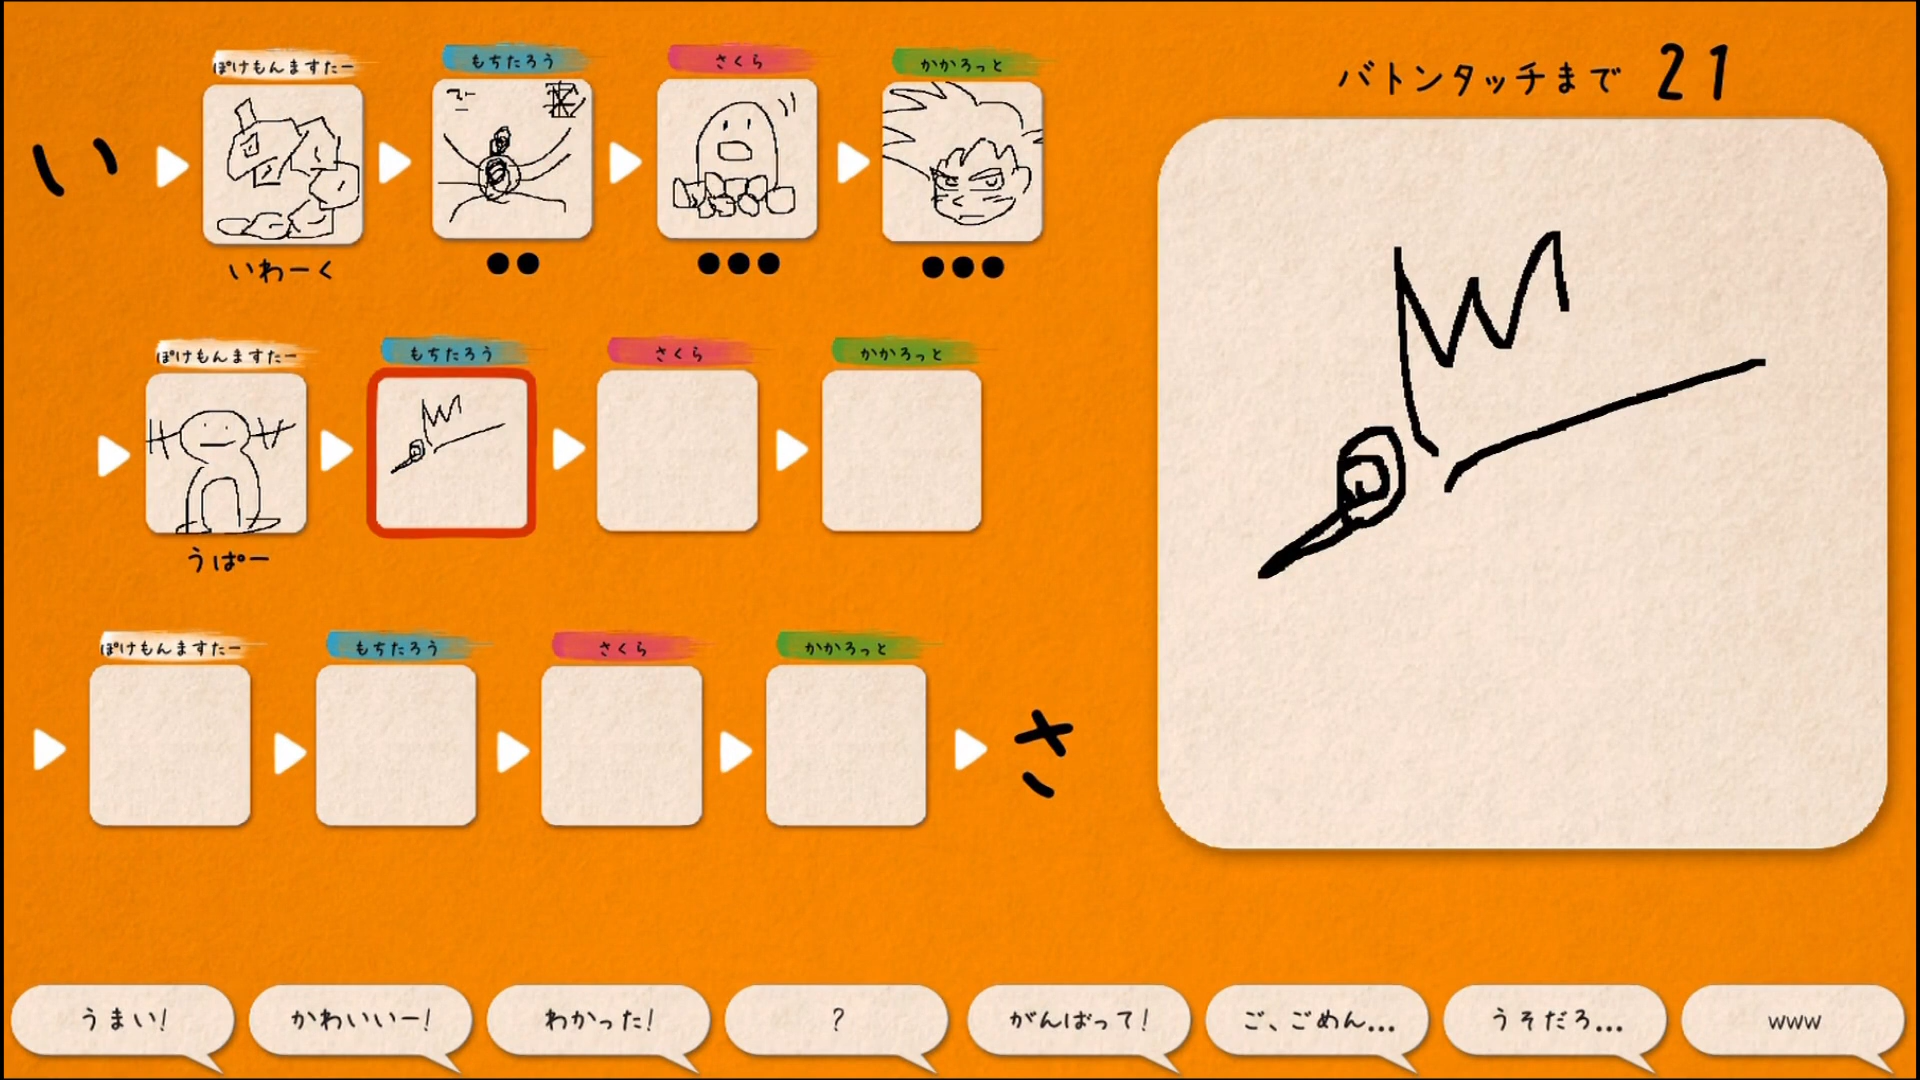 ぽけもんますたー
もちたろう
さくら
かかろっと
バトンタッチまで 21
い
いわーく
●●
●●●
●●●
ぽけもんますたー
もちたろう
さくら
かかろっと
うぱー
ぽけもんますたー
もちたろう
さくら
かかろっと
さ
うまい!
かわいいー!
わかった!
?
がんばって!
ご、ごめん...
うそだろ...
www